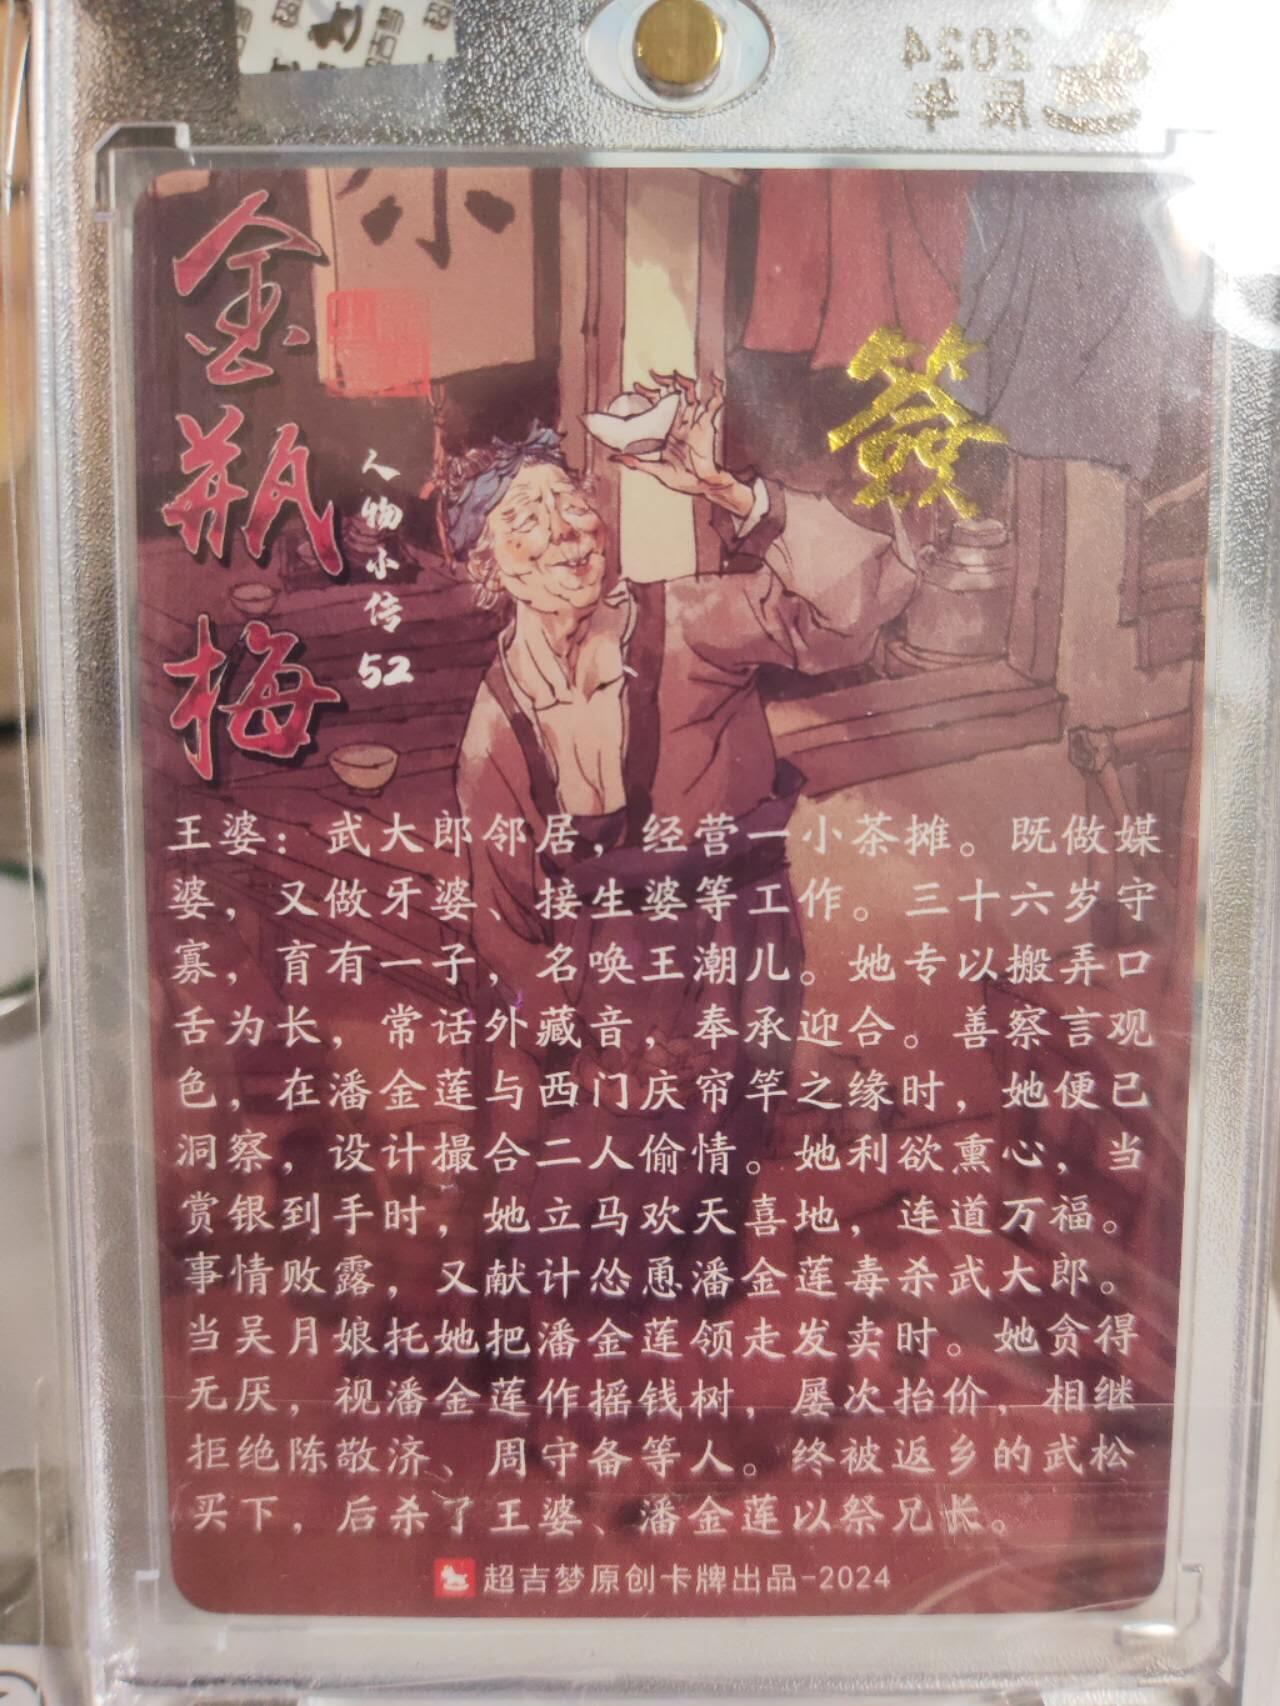 2024
辰年
小
金瓶梅
人物小传
52
簽
王婆：武大郎邻居，经营一小茶摊。既做媒
婆，又做牙婆、接生婆等工作。三十六岁守
寡，育有一子，名唤王潮儿。她专以搬弄口
舌为长，常话外藏音，奉承迎合。善察言观
色，在潘金莲与西门庆帘竿之缘时，她便已
洞察，设计撮合二人偷情。她利欲熏心，当
赏银到手时，她立马欢天喜地，连道万福。
事情败露，又献计怂恿潘金莲毒杀武大郎。
当吴月娘托她把潘金莲领走发卖时。她贪得
无厌，视潘金莲作摇钱树，屡次抬价，相继
拒绝陈敬济、周守备等人。终被返乡的武松
买下，后杀了王婆、潘金莲以祭兄长。
超吉梦原创卡牌出品-2024